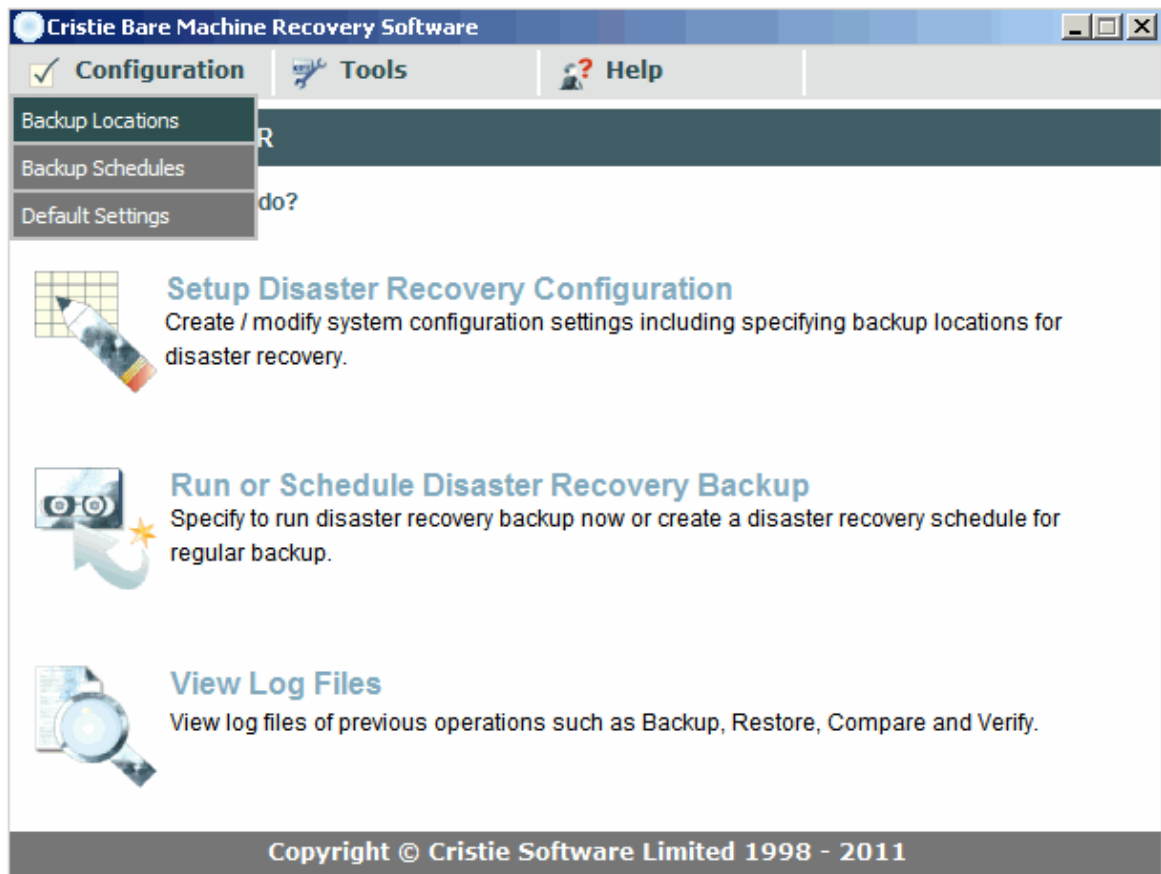 Cristie Bare Machine Recovery Software
Configuration Tools Help
Backup Locations
R
Backup Schedules
do?
Default Settings
Setup Disaster Recovery Configuration
Create / modify system configuration settings including specifying backup locations for
disaster recovery.
Run or Schedule Disaster Recovery Backup
Specify to run disaster recovery backup now or create a disaster recovery schedule for
regular backup.
View Log Files
View log files of previous operations such as Backup, Restore, Compare and Verify.
Copyright © Cristie Software Limited 1998 - 2011